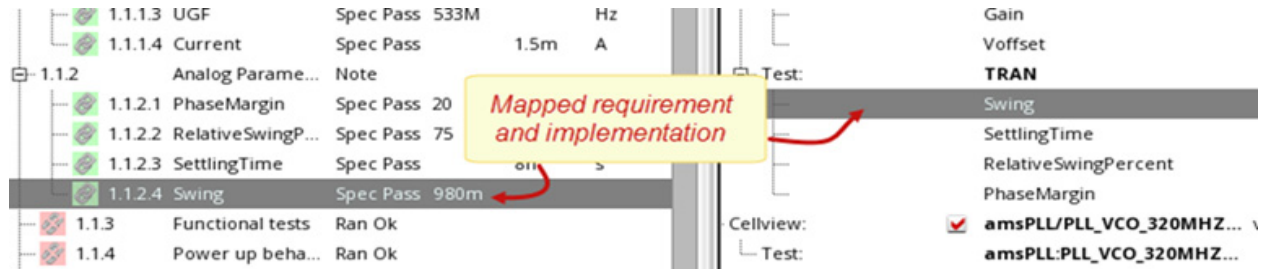 1.1.1.3 UGF Spec Pass 533M Hz
1.1.1.4 Current Spec Pass 1.5m A
1.1.2 Analog Parame... Note
1.1.2.1 PhaseMargin Spec Pass 20
1.1.2.2 RelativeSwingP... Spec Pass 75
1.1.2.3 SettlingTime Spec Pass
1.1.2.4 Swing Spec Pass 980m
1.1.3 Functional tests Ran Ok
1.1.4 Power up beha... Ran Ok
Mapped requirement
and implementation
Gain
Voffset
Test: TRAN
Swing
SettlingTime
RelativeSwingPercent
PhaseMargin
Cellview: amsPLL/PLL_VCO_320MHZ...
Test: amsPLL:PLL_VCO_320MHZ...